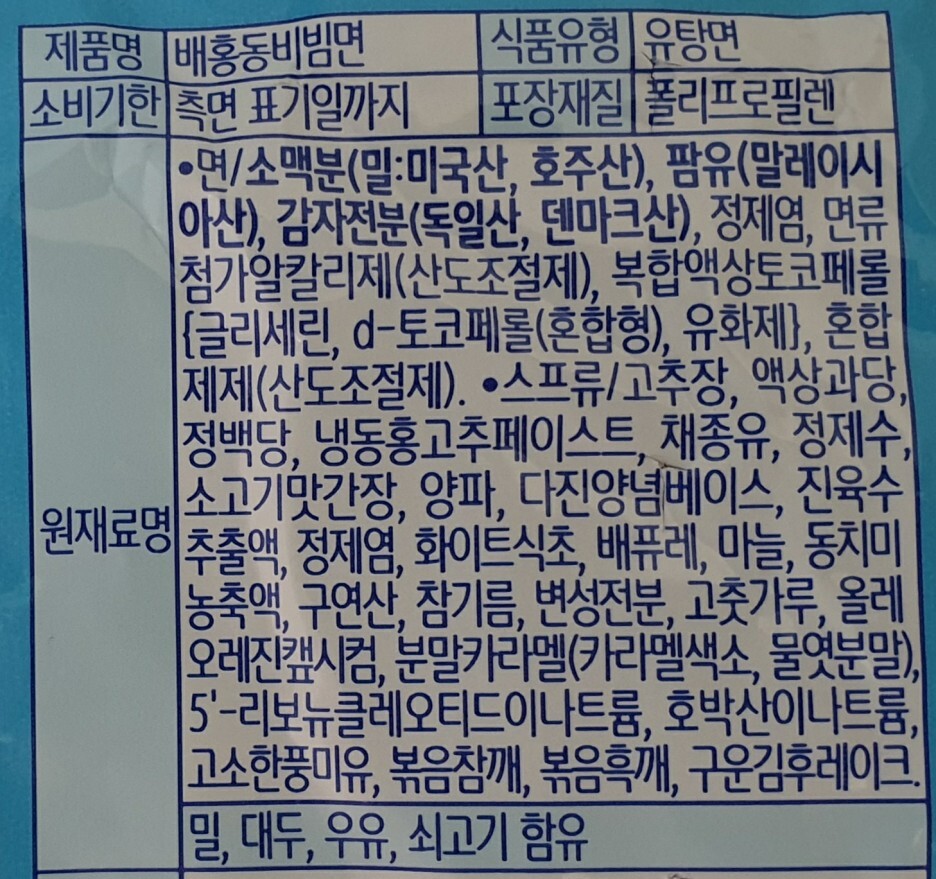 제품명 배홍동비빔면 식품유형 유탕면
소비기한 측면 표기일까지 포장재질 폴리프로필렌
원재료명
•면/소맥분(밀:미국산, 호주산), 팜유(말레이시
아산), 감자전분(독일산, 덴마크산), 정제염, 면류
첨가알칼리제(산도조절제), 복합액상토코페롤
{글리세린, d-토코페롤(혼합형), 유화제}, 혼합
제제(산도조절제). •스프류/고추장, 액상과당,
정백당, 냉동홍고추페이스트, 채종유, 정제수,
소고기맛간장, 양파, 다진양념베이스, 진육수
추출액, 정제염, 화이트식초, 배퓨레, 마늘, 동치미
농축액, 구연산, 참기름, 변성전분, 고춧가루, 올레
오레진캪시컴, 분말카라멜(카라멜색소, 물엿분말),
5'-리보뉴클레오티드이나트륨, 호박산이나트륨,
고소한풍미유, 볶음참깨, 볶음흑깨, 구운김후레이크.
밀, 대두, 우유, 쇠고기 함유